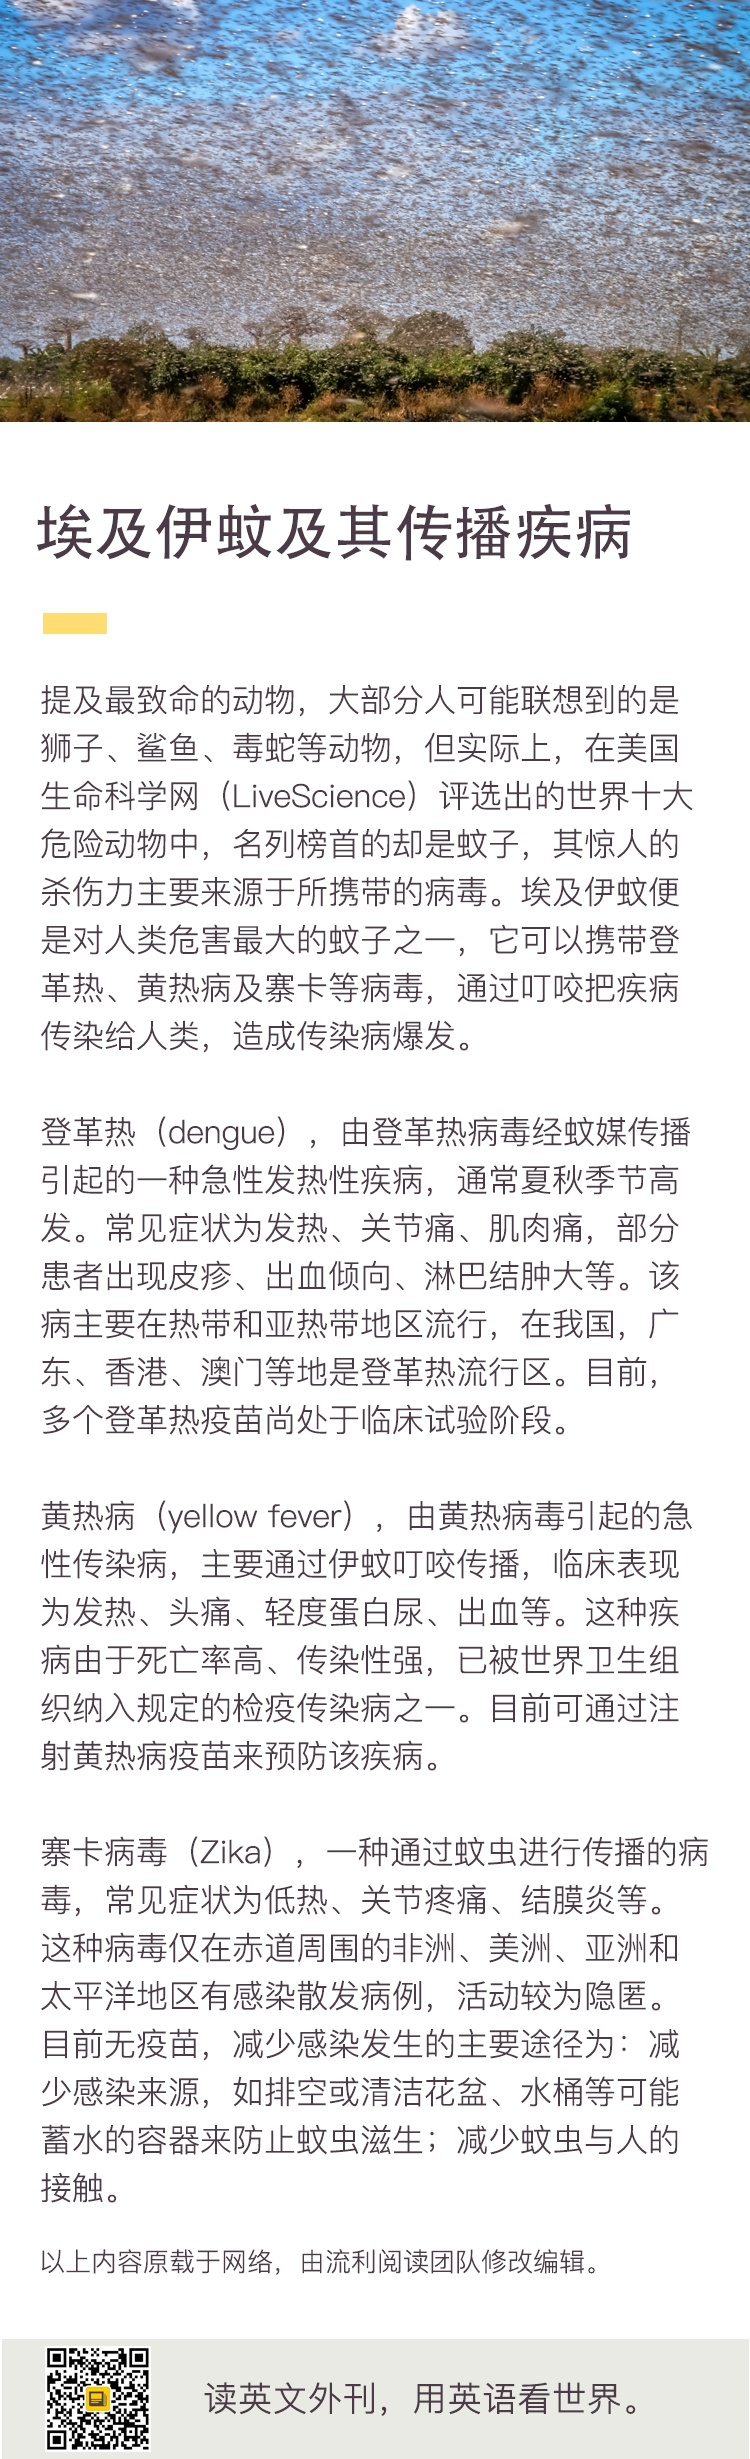 埃及伊蚊及其传播疾病
提及最致命的动物，大部分人可能联想到的是
狮子、鲨鱼、毒蛇等动物，但实际上，在美国
生命科学网（LiveScience）评选出的世界十大
危险动物中，名列榜首的却是蚊子，其惊人的
杀伤力主要来源于所携带的病毒。埃及伊蚊便
是对人类危害最大的蚊子之一，它可以携带登
革热、黄热病及寨卡等病毒，通过叮咬把疾病
传染给人类，造成传染病爆发。
登革热（dengue），由登革热病毒经蚊媒传播
引起的一种急性发热性疾病，通常夏秋季节高
发。常见症状为发热、关节痛、肌肉痛，部分
患者出现皮疹、出血倾向、淋巴结肿大等。该
病主要在热带和亚热带地区流行，在我国，广
东、香港、澳门等地是登革热流行区。目前，
多个登革热疫苗尚处于临床试验阶段。
黄热病（yellow fever），由黄热病毒引起的急
性传染病，主要通过伊蚊叮咬传播，临床表现
为发热、头痛、轻度蛋白尿、出血等。这种疾
病由于死亡率高、传染性强，已被世界卫生组
织纳入规定的检疫传染病之一。目前可通过注
射黄热病疫苗来预防该疾病。
寨卡病毒（Zika），一种通过蚊虫进行传播的病
毒，常见症状为低热、关节疼痛、结膜炎等。
这种病毒仅在赤道周围的非洲、美洲、亚洲和
太平洋地区有感染散发病例，活动较为隐匿。
目前无疫苗，减少感染发生的主要途径为：减
少感染来源，如排空或清洁花盆、水桶等可能
蓄水的容器来防止蚊虫滋生；减少蚊虫与人的
接触。
以上内容原载于网络，由流利阅读团队修改编辑。
读英文外刊，用英语看世界。